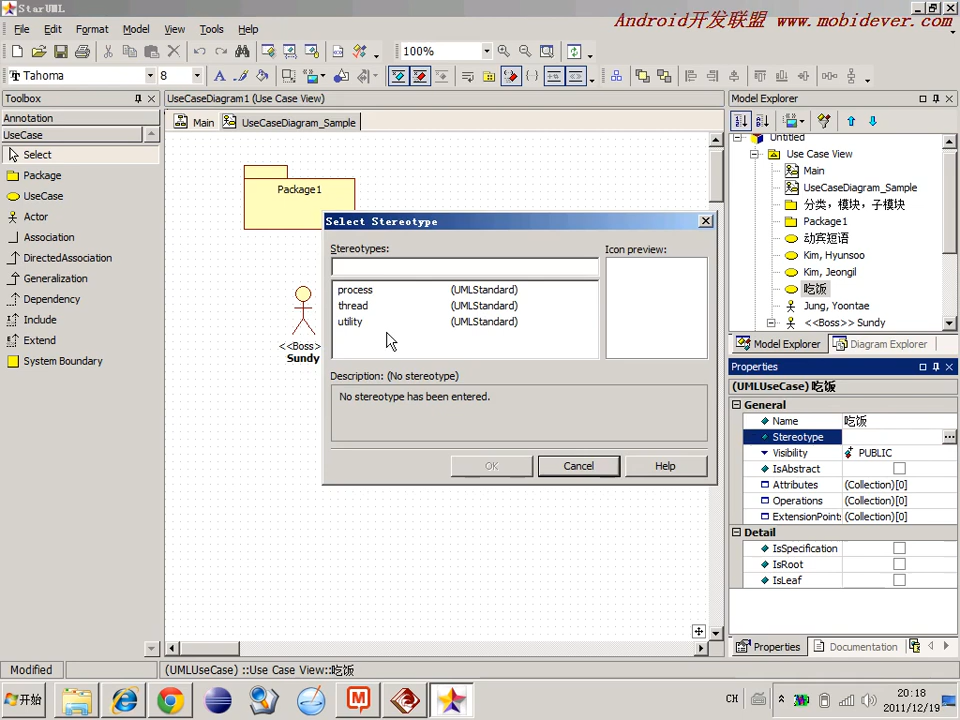 StarUML
Android开发联盟 www.mobidever.com
File Edit Format Model View Tools Help
100%
Tahoma 8
Toolbox
UseCaseDiagram1 (Use Case View)
Model Explorer
Annotation
UseCase
Main UseCaseDiagram_Sample
Select
Package
UseCase
Actor
Association
DirectedAssociation
Generalization
Dependency
Include
Extend
System Boundary
Package1
<<Boss>>
Sundy
Select Stereotype
Stereotypes:
Icon preview:
process (UMLStandard)
thread (UMLStandard)
utility (UMLStandard)
Description: (No stereotype)
No stereotype has been entered.
OK Cancel Help
Untitled
Use Case View
Main
UseCaseDiagram_Sample
分类，模块，子模块
Package1
动宾短语
Kim, Hyunsoo
Kim, Jeongil
吃饭
Jung, Yoontae
<<Boss>> Sundy
Model Explorer Diagram Explorer
Properties
(UMLUseCase) 吃饭
General
Name 吃饭
Stereotype
Visibility PUBLIC
IsAbstract
Attributes (Collection)[0]
Operations (Collection)[0]
ExtensionPoint: (Collection)[0]
Detail
IsSpecification
IsRoot
IsLeaf
Properties Documentation
Modified (UMLUseCase) ::Use Case View::吃饭
开始
CH
20:18
2011/12/19